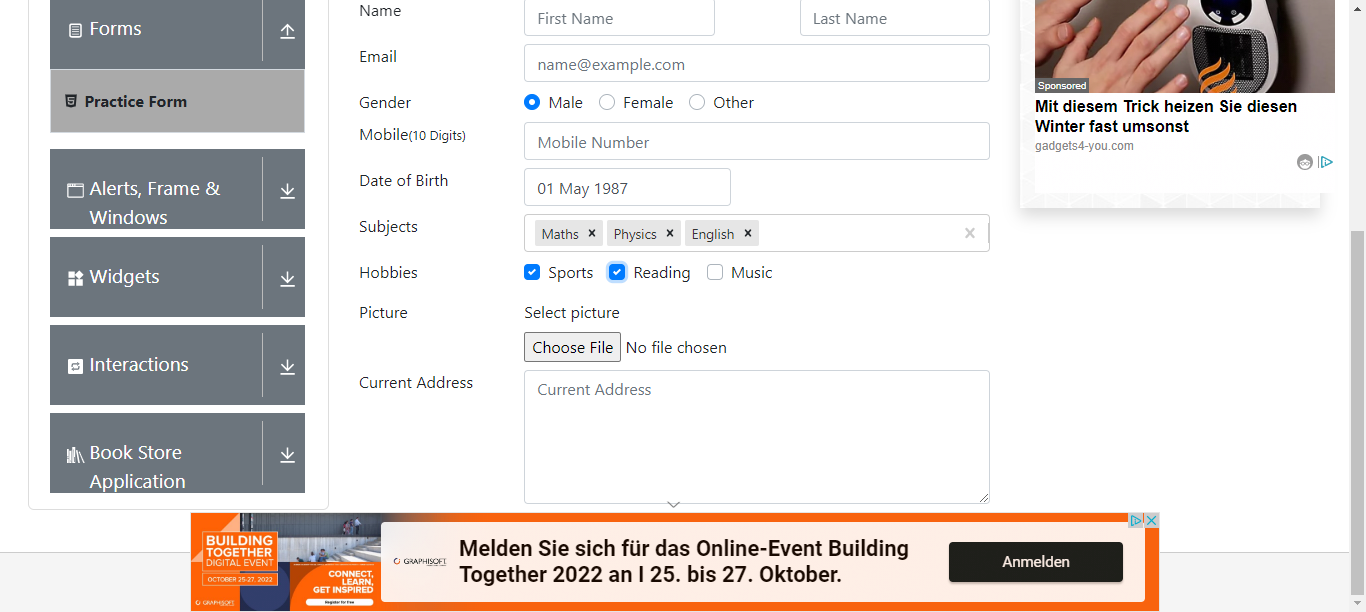 Forms
Practice Form
Alerts, Frame &
Windows
Widgets
Interactions
Book Store
Application
Name
First Name
Last Name
Email
name@example.com
Gender
Male Female Other
Mobile(10 Digits)
Mobile Number
Date of Birth
01 May 1987
Subjects
Maths × Physics × English ×
×
Hobbies
Sports Reading Music
Picture
Select picture
Choose File No file chosen
Current Address
Current Address
Sponsored
Mit diesem Trick heizen Sie diesen
Winter fast umsonst
gadgets4-you.com
BUILDING
TOGETHER
DIGITAL EVENT
OCTOBER 25-27, 2022
GRAPHISOFT
CONNECT,
LEARN,
GET INSPIRED
Register for Free
GRAPHISOFT
Melden Sie sich für das Online-Event Building
Together 2022 an I 25. bis 27. Oktober.
Anmelden